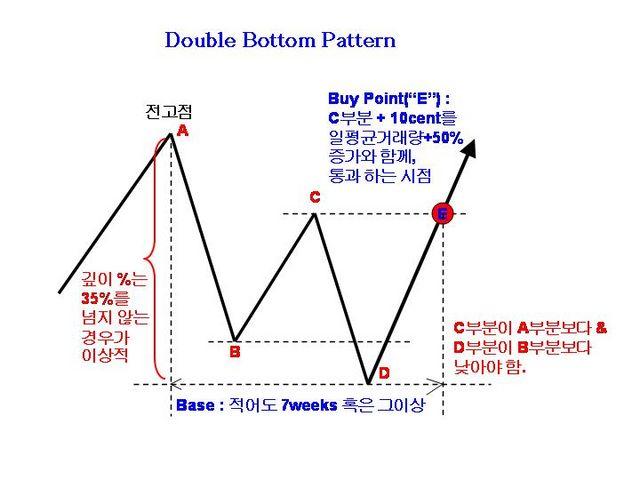 Double Bottom Pattern
Buy Point(“E”) :
C부분 + 10cent를
일평균거래량+50%
증가와 함께,
통과 하는 시점
전고점
A
C
E
깊이 %는
35%를
넘지 않는
경우가
이상적
B
D
C부분이 A부분보다 &
D부분이 B부분보다
낮아야 함.
Base : 적어도 7weeks 혹은 그이상